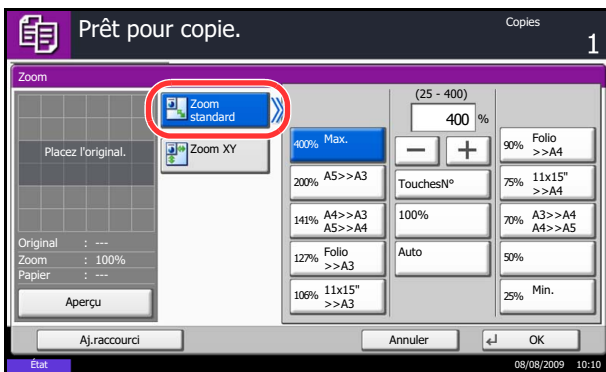 Prêt pour copie.
Copies
1
Zoom
Placez l'original.
Original : ---
Zoom : 100%
Papier : ---
Aperçu
Zoom
standard
Zoom XY
(25 - 400)
400 %
400% Max.
200% A5>>A3
141% A4>>A3
A5>>A4
127% Folio
>>A3
106% 11x15"
>>A3
TouchesN°
100%
Auto
90% Folio
>>A4
75% 11x15"
>>A4
70% A3>>A4
A4>>A5
50%
25% Min.
Aj.raccourci
Annuler
OK
État
08/08/2009 10:10